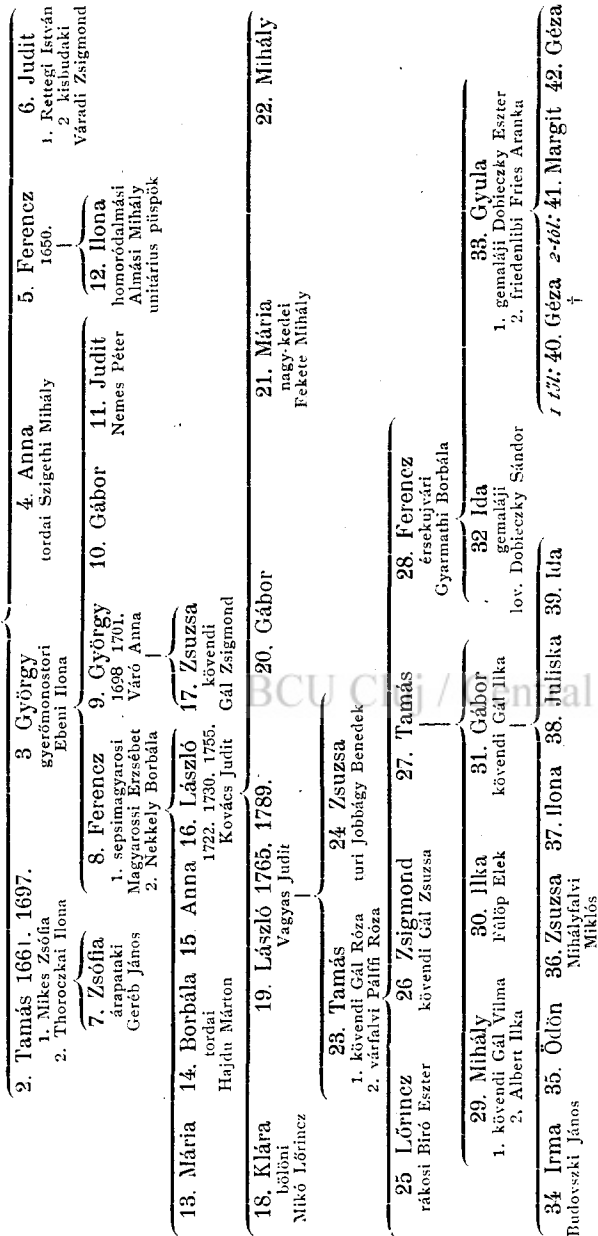 2. Tamás 1661. 1697.
1. Mikes Zsófia
2. Thoroczkai Ilona
3 György
gyerőmonostori
Ebeni Ilona
4. Anna
tordai Szigethi Mihály
5. Ferencz
1650.
6. Judit
1. Rettegi István
2 kisbudaki
Váradi Zsigmond
7. Zsófia
árapataki
Geréb János
8. Ferencz
1. sepsimagyarosi
Magyarossi Erzsébet
2. Nekkely Borbála
9. György
1698 1701.
Váró Anna
10. Gábor
11. Judit
Nemes Péter
12. Ilona
homoródalmási
Almási Mihály
unitárius püspök
13. Mária
14. Borbála
tordai
Hajdu Márton
15 Anna
16. László
1722. 1730. 1755.
Kovács Judit
17. Zsuzsa
kövendi
Gál Zsigmond
18. Klára
bölöni
Mikó Lőrincz
19. László 1765. 1789.
Vagyas Judit
20. Gábor
21. Mária
nagy-kedei
Fekete Mihály
22. Mihály
23. Tamás
1. kövendi Gál Róza
2. várfalvi Pálffi Róza
24 Zsuzsa
turi Jobbágy Benedek
25 Lőrincz
rákosi Biró Eszter
26 Zsigmond
kövendi Gál Zsuzsa
27. Tamás
28. Ferencz
érsekujvári
Gyarmathi Borbála
29. Mihály
1. kövendi Gál Vilma
2. Albert Ilka
30. Ilka
Fülöp Elek
31. Gábor
kövendi Gál Ilka
32 Ida
gemaláji
lov. Dobieczky Sándor
33. Gyula
1. gemaláji Dobieczky Eszter
2. friedenlibi Fries Aranka
34 Irma
Budovszki János
35. Ödön
36. Zsuzsa
Mihályfalvi
Miklós
37. Ilona
38. Juliska
39. Ida
1 től: 40. Géza
†
2-tól: 41. Margit
42. Géza
BCU Cluj / Central